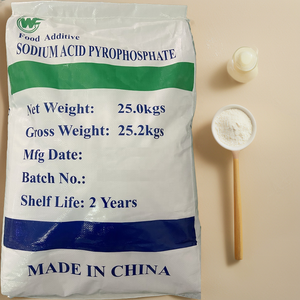 Food Additive
SODIUM ACID PYROPHOSPHATE
Net Weight: 25.0kgs
Gross Weight: 25.2kgs
Mfg Date:
Batch No.:
Shelf Life: 2 Years
MADE IN CHINA